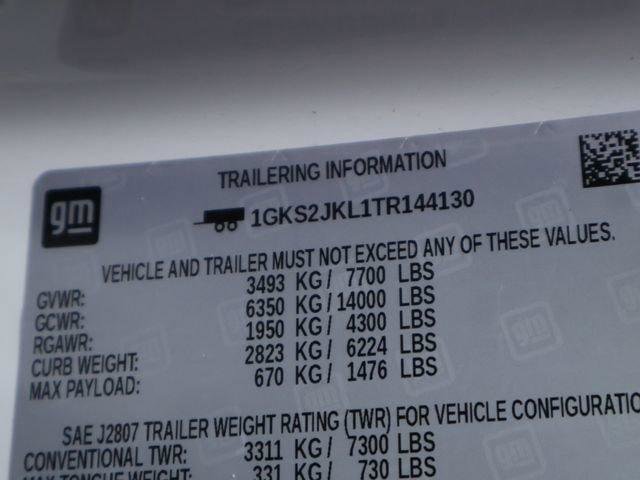 TRAILERING INFORMATION
gm
1GKS2JKL1TR144130
VEHICLE AND TRAILER MUST NOT EXCEED ANY OF THESE VALUES.
GVWR: 3493 KG / 7700 LBS
GCWR: 6350 KG / 14000 LBS
RGAWR: 1950 KG / 4300 LBS
CURB WEIGHT: 2823 KG / 6224 LBS
MAX PAYLOAD: 670 KG / 1476 LBS
SAE J2807 TRAILER WEIGHT RATING (TWR) FOR VEHICLE CONFIGURATIO
CONVENTIONAL TWR: 3311 KG / 7300 LBS
MAX TONGUE WEIGHT: 331 KG / 730 LBS